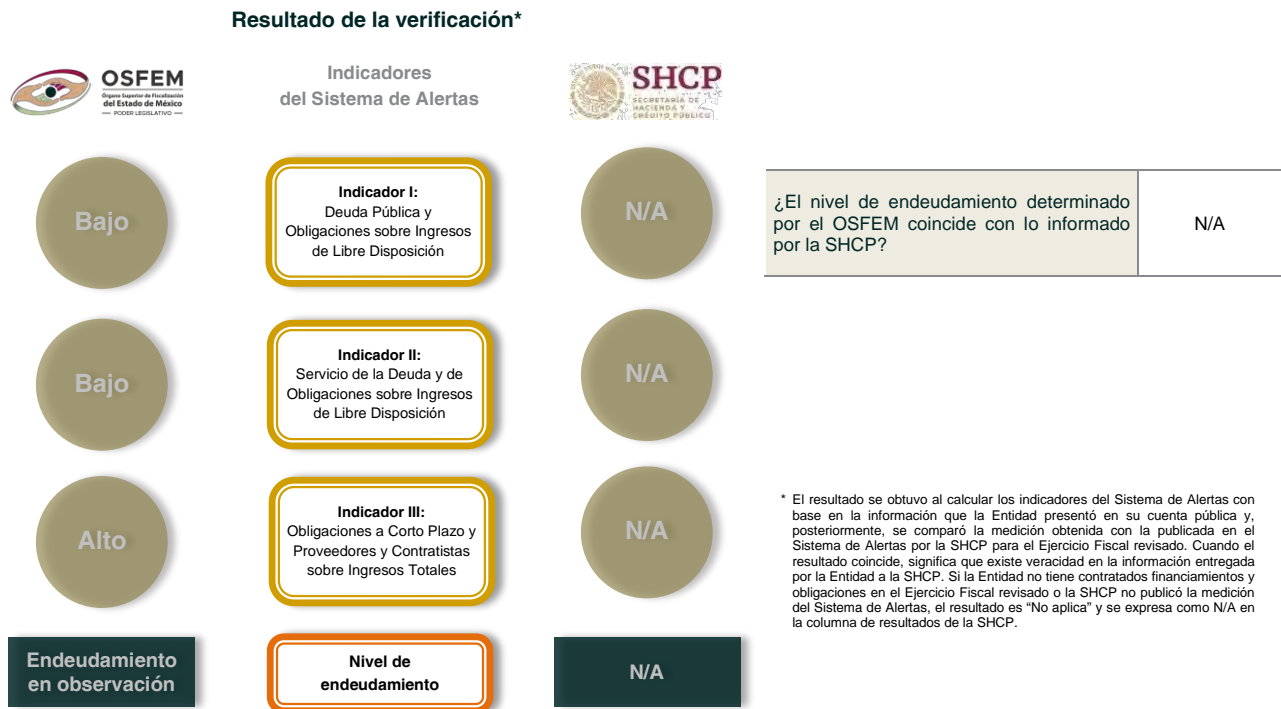 Resultado de la verificación*
OSFEM
Órgano Superior de Fiscalización
del Estado de México
— PODER LEGISLATIVO —
Indicadores
del Sistema de Alertas
SHCP
SECRETARÍA DE
HACIENDA Y
CRÉDITO PÚBLICO
Bajo
Indicador I:
Deuda Pública y
Obligaciones sobre Ingresos
de Libre Disposición
N/A
¿El nivel de endeudamiento determinado
por el OSFEM coincide con lo informado
por la SHCP?
N/A
Bajo
Indicador II:
Servicio de la Deuda y de
Obligaciones sobre Ingresos
de Libre Disposición
N/A
Alto
Indicador III:
Obligaciones a Corto Plazo y
Proveedores y Contratistas
sobre Ingresos Totales
N/A
* El resultado se obtuvo al calcular los indicadores del Sistema de Alertas con
base en la información que la Entidad presentó en su cuenta pública y,
posteriormente, se comparó la medición obtenida con la publicada en el
Sistema de Alertas por la SHCP para el Ejercicio Fiscal revisado. Cuando el
resultado coincide, significa que existe veracidad en la información entregada
por la Entidad a la SHCP. Si la Entidad no tiene contratados financiamientos y
obligaciones en el Ejercicio Fiscal revisado o la SHCP no publicó la medición
del Sistema de Alertas, el resultado es “No aplica” y se expresa como N/A en
la columna de resultados de la SHCP.
Endeudamiento
en observación
Nivel de
endeudamiento
N/A